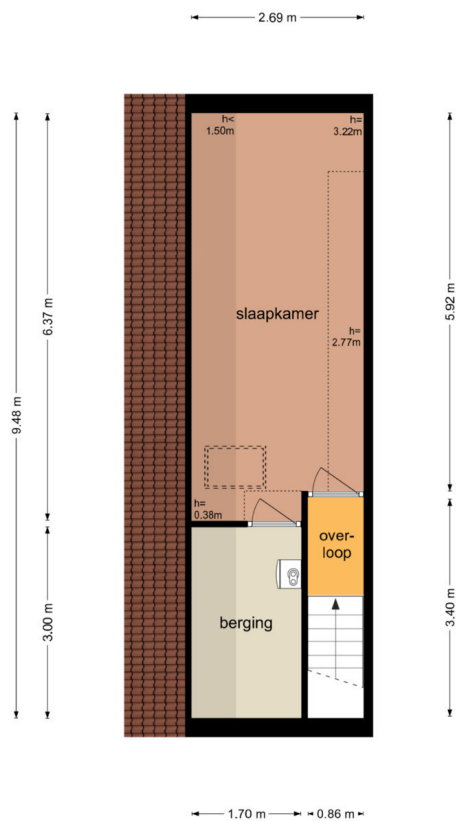 2.69 m
h<
1.50m
h=
3.22m
9.48 m
6.37 m
5.92 m
slaapkamer
h=
2.77m
h=
0.38m
over-
loop
3.00 m
berging
3.40 m
1.70 m
0.86 m